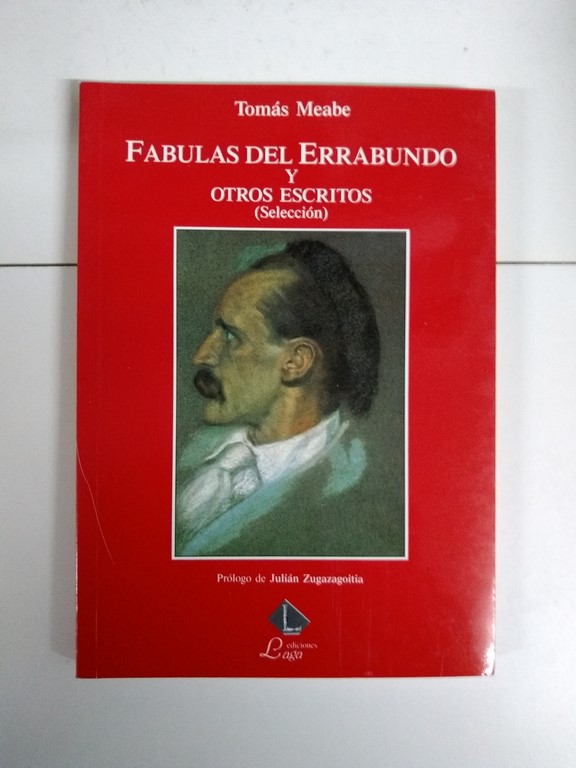 Tomás Meabe
FABULAS DEL ERRABUNDO
Y
OTROS ESCRITOS
(Selección)
Prólogo de Julián Zugazagoitia
L
ediciones
Laga